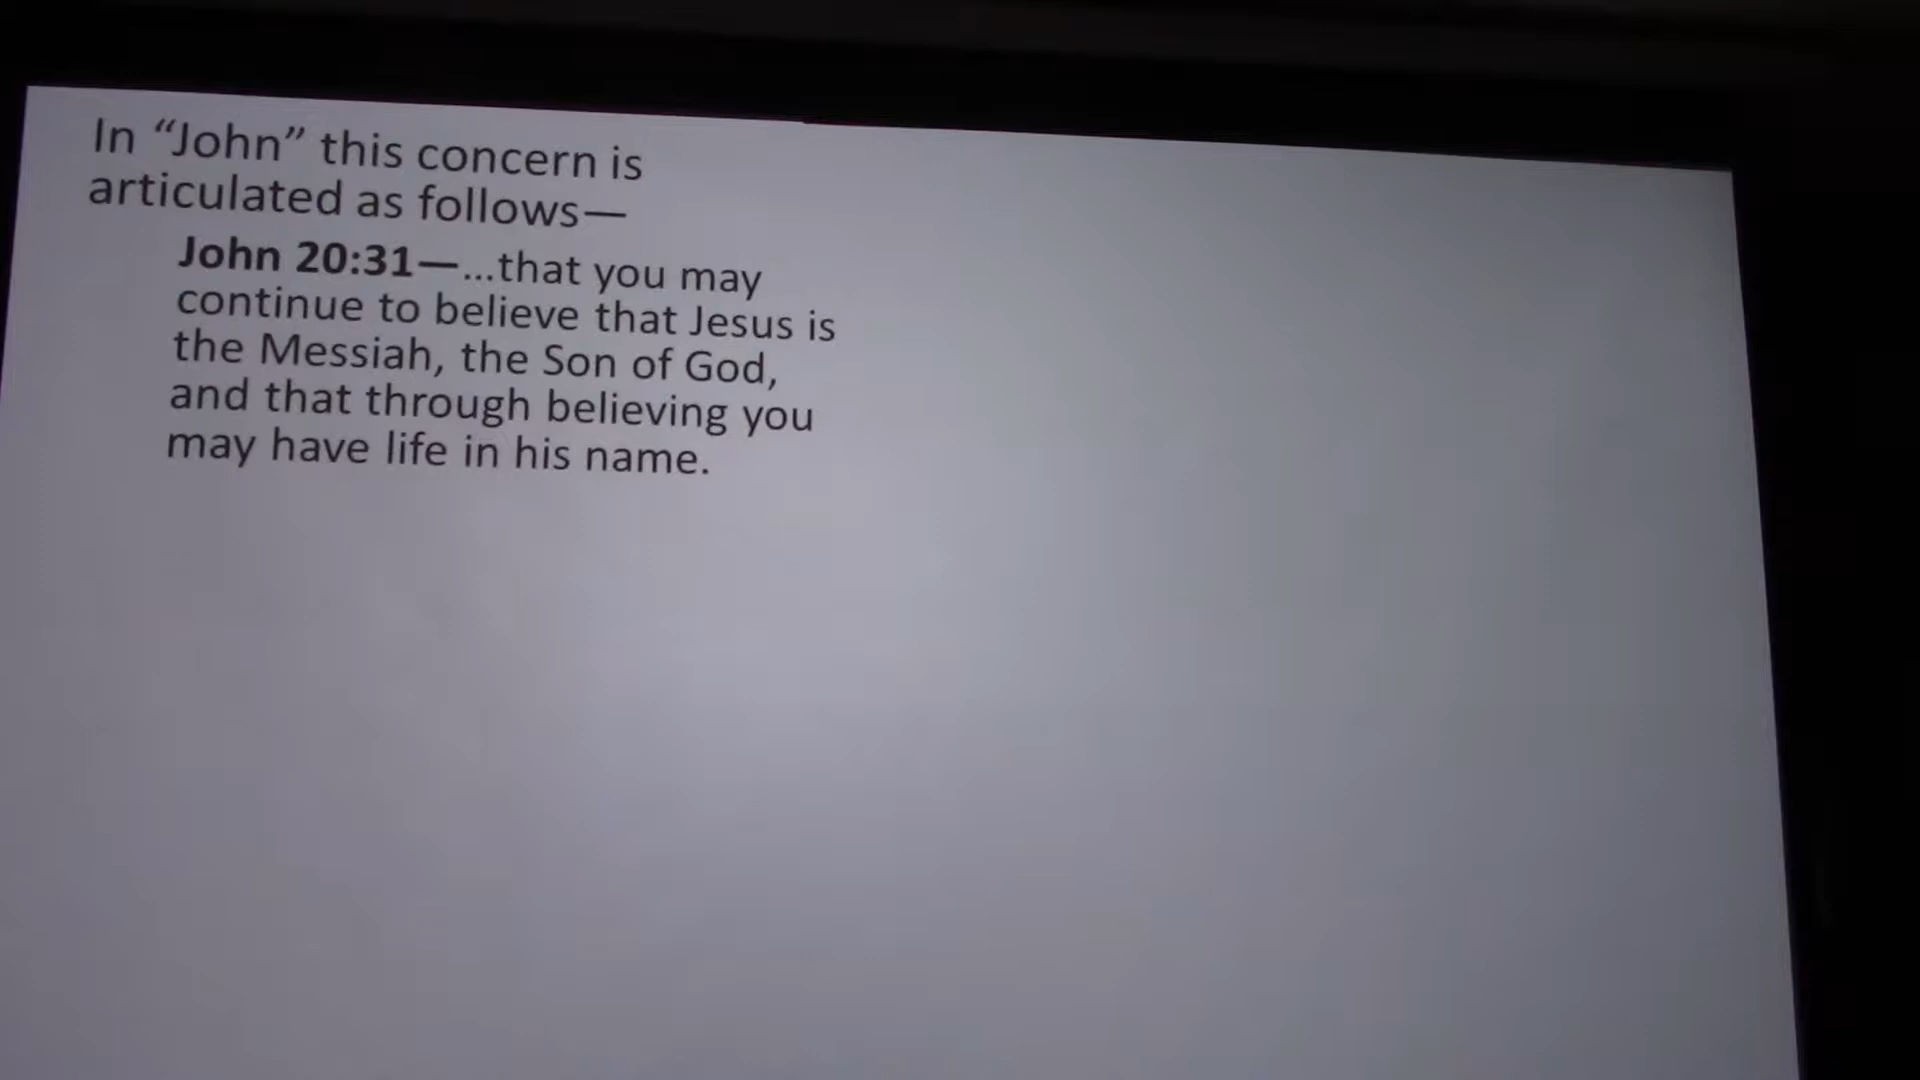 In “John” this concern is
articulated as follows—
John 20:31—…that you may
continue to believe that Jesus is
the Messiah, the Son of God,
and that through believing you
may have life in his name.